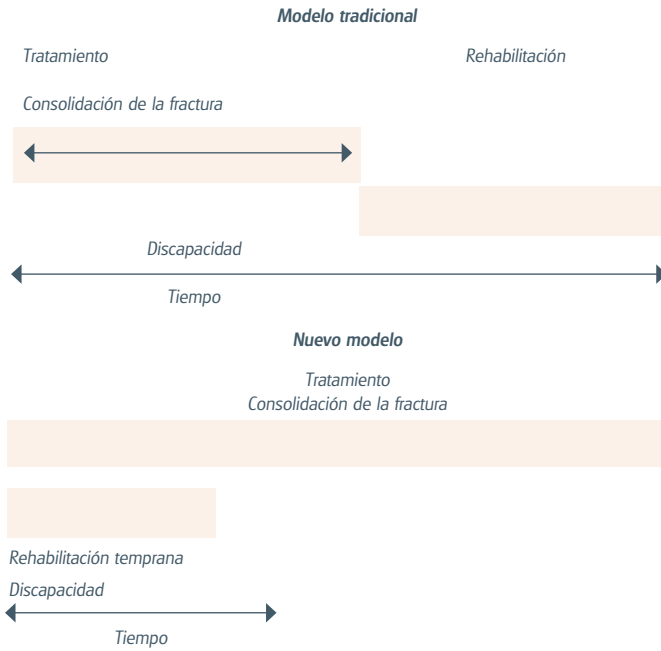 Modelo tradicional
Tratamiento
Rehabilitación
Consolidación de la fractura
Discapacidad
Tiempo
Nuevo modelo
Tratamiento
Consolidación de la fractura
Rehabilitación temprana
Discapacidad
Tiempo